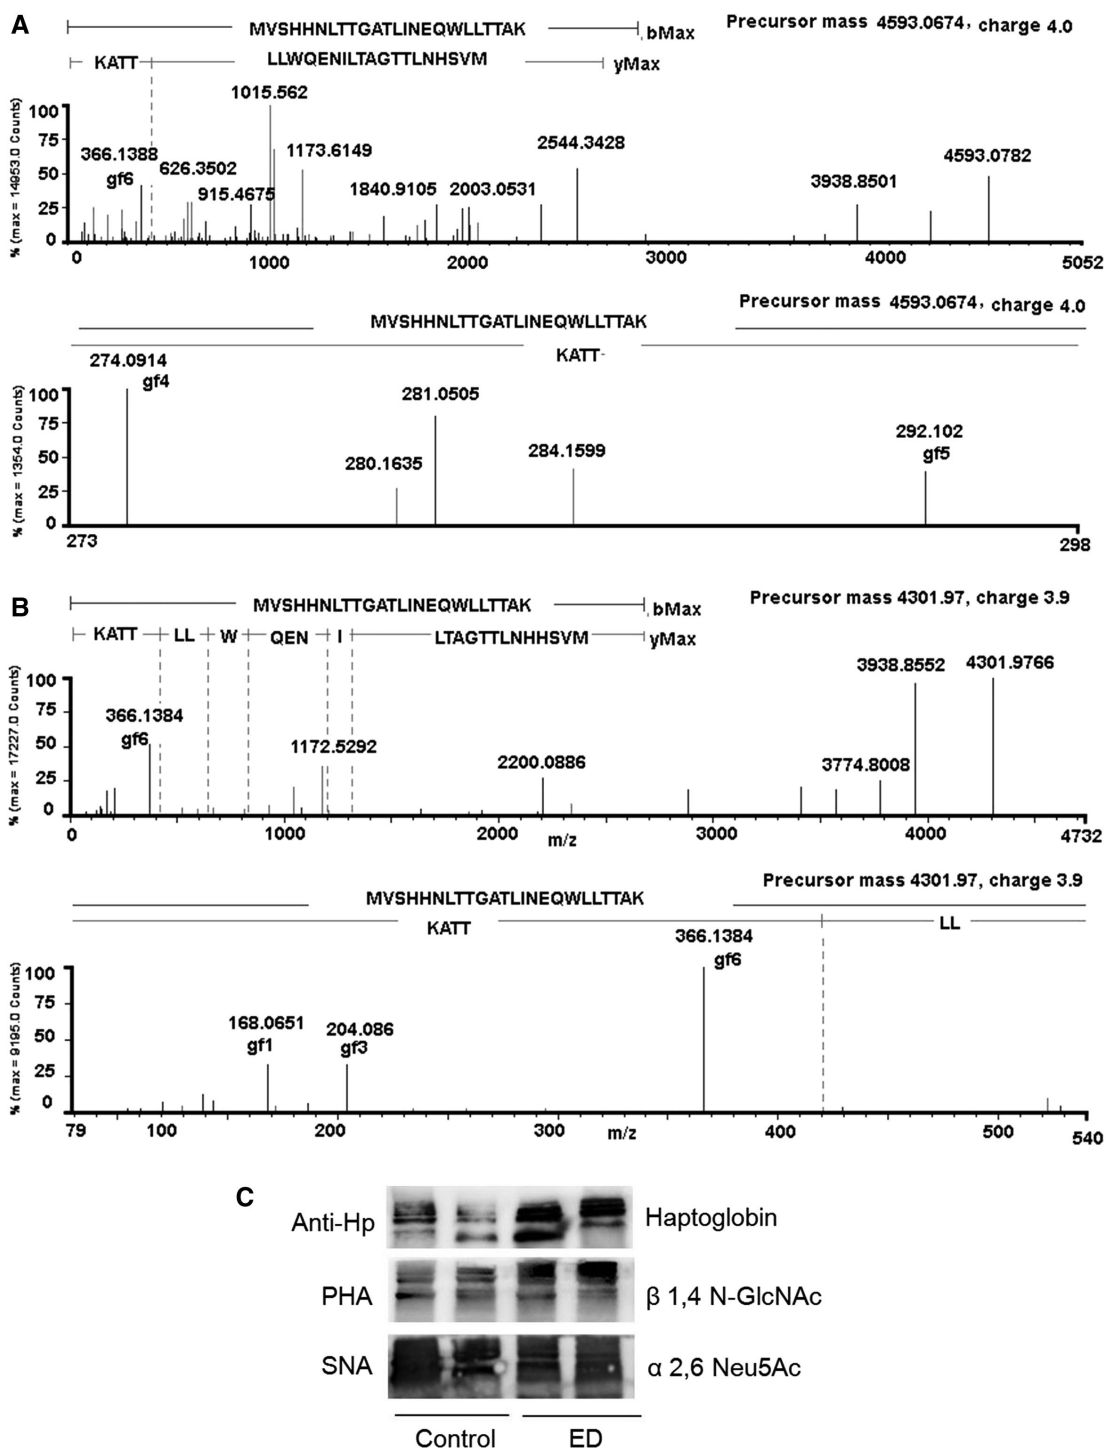 A
MVSHHNLTTGATLINEQWLLTTAK
bMax
Precursor mass 4593.0674, charge 4.0
KATT
LLWQENILTAGTTLNHSVM
yMax
% (max = 14953.0 Counts)
100
75
50
25
0
366.1388
gf6
626.3502
915.4675
1015.562
1173.6149
1840.9105
2003.0531
2544.3428
3938.8501
4593.0782
0 1000 2000 3000 4000 5052
Precursor mass 4593.0674, charge 4.0
MVSHHNLTTGATLINEQWLLTTAK
KATT
% (max = 1354.0 Counts)
100
75
50
25
0
274.0914
gf4
280.1635
281.0505
284.1599
292.102
gf5
273 298
B
MVSHHNLTTGATLINEQWLLTTAK
bMax
Precursor mass 4301.97, charge 3.9
KATT LL W QEN I LTAGTTLNHHSVM
yMax
% (max = 17227.0 Counts)
100
75
50
25
0
366.1384
gf6
1172.5292
2200.0886
3774.8008
3938.8552
4301.9766
0 1000 2000 3000 4000 4732
m/z
Precursor mass 4301.97, charge 3.9
MVSHHNLTTGATLINEQWLLTTAK
KATT
LL
% (max = 9195.0 Counts)
100
75
50
25
0
168.0651
gf1
204.086
gf3
366.1384
gf6
79 100 200 300 400 500 540
m/z
C
Anti-Hp Haptoglobin
PHA β 1,4 N-GlcNAc
SNA α 2,6 Neu5Ac
Control ED